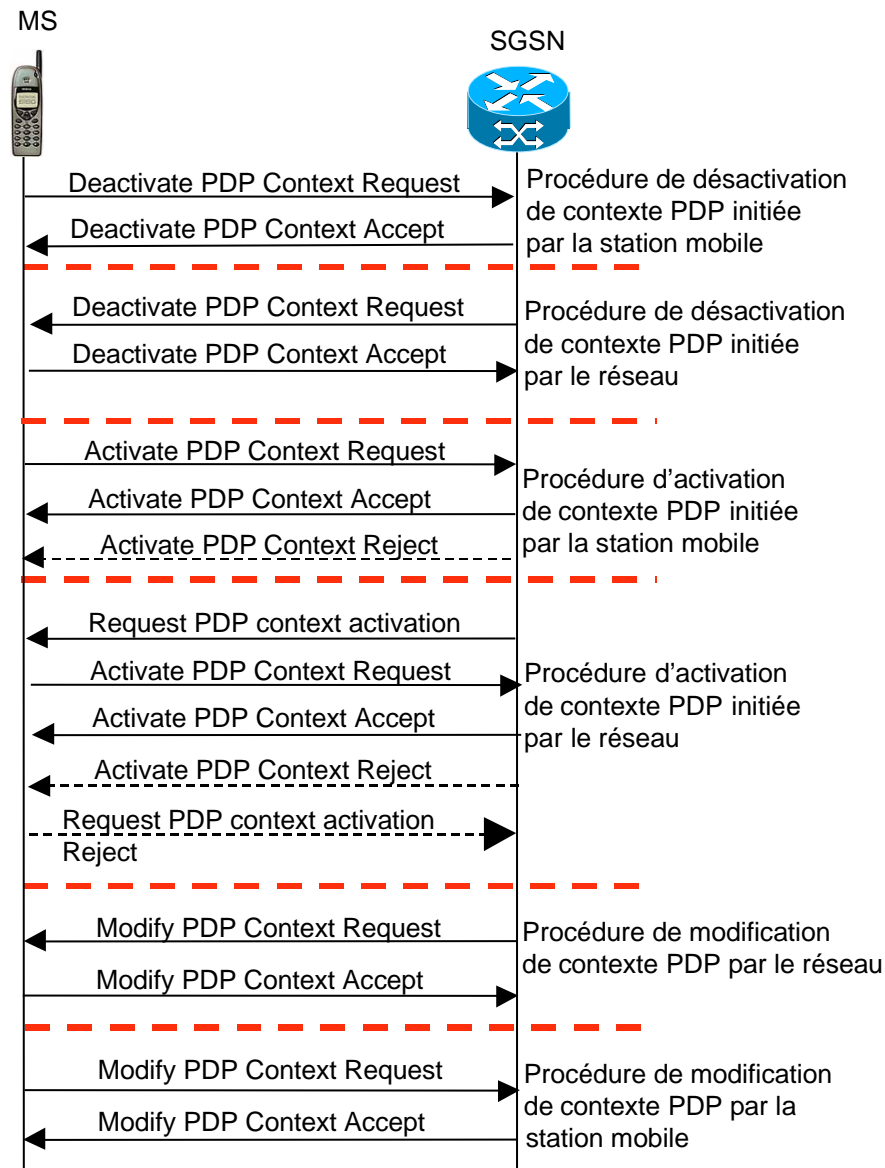 MS
SGSN
Deactivate PDP Context Request
Deactivate PDP Context Accept
Procédure de désactivation
de contexte PDP initiée
par la station mobile
Deactivate PDP Context Request
Deactivate PDP Context Accept
Procédure de désactivation
de contexte PDP initiée
par le réseau
Activate PDP Context Request
Activate PDP Context Accept
Activate PDP Context Reject
Procédure d’activation
de contexte PDP initiée
par la station mobile
Request PDP context activation
Activate PDP Context Request
Activate PDP Context Accept
Activate PDP Context Reject
Request PDP context activation
Reject
Procédure d’activation
de contexte PDP initiée
par le réseau
Modify PDP Context Request
Modify PDP Context Accept
Procédure de modification
de contexte PDP par le réseau
Modify PDP Context Request
Modify PDP Context Accept
Procédure de modification
de contexte PDP par la
station mobile